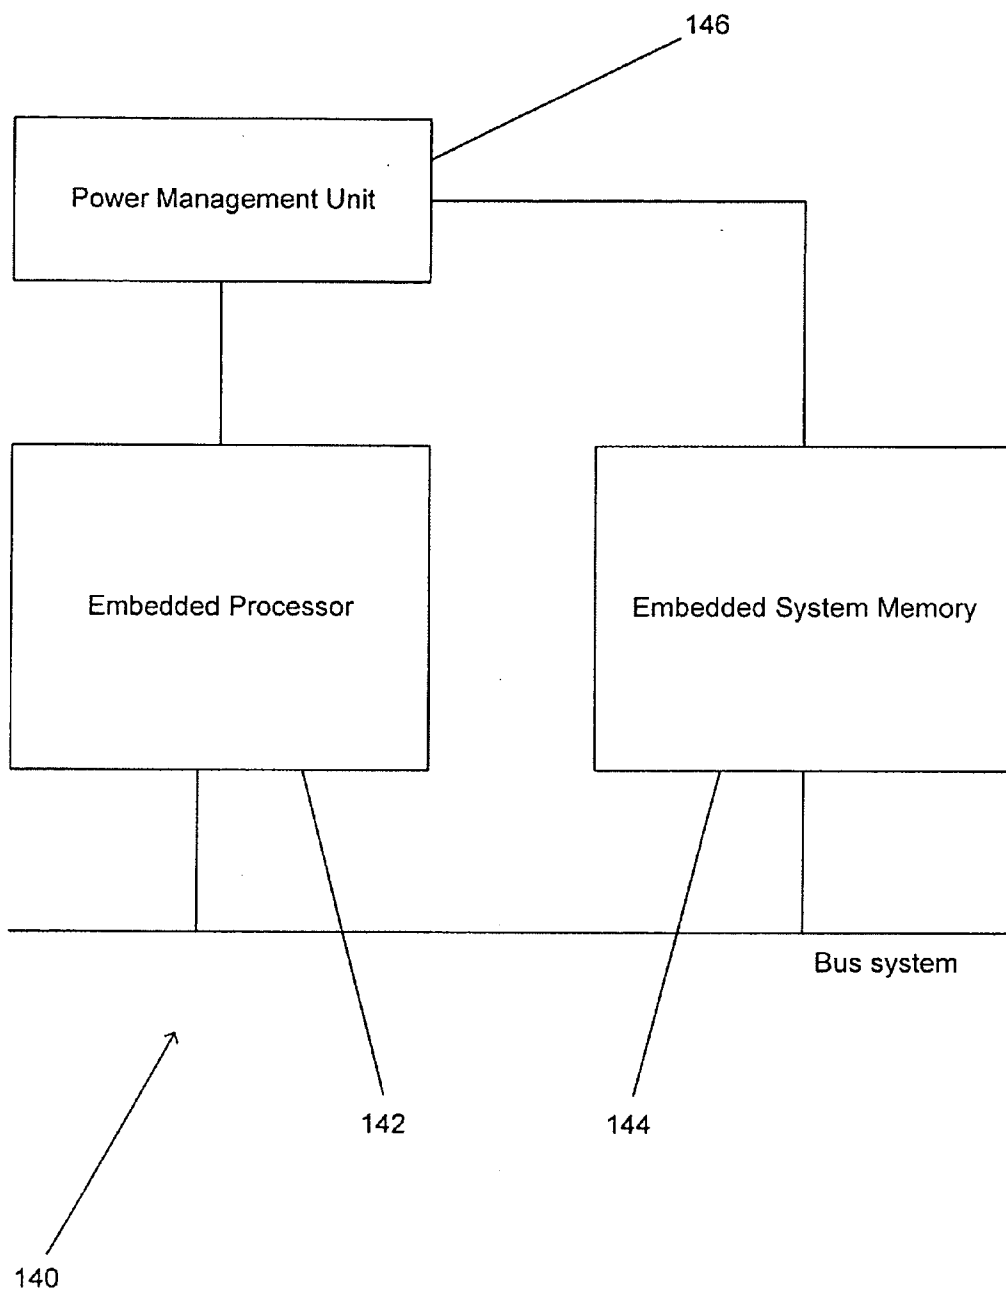 146
Power Management Unit
Embedded Processor
Embedded System Memory
Bus system
142
144
140